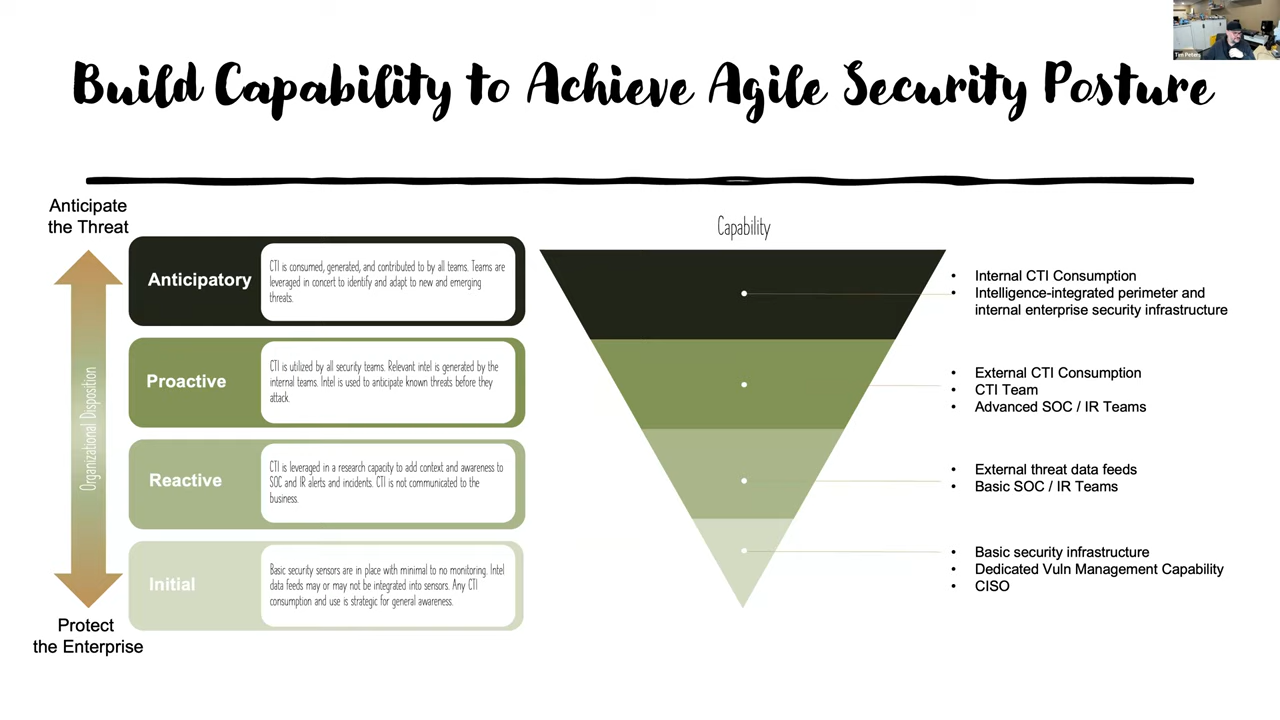 Tim Peters
Build Capability to Achieve Agile Security Posture
Anticipate
the Threat
Organizational Disposition
Protect
the Enterprise
Anticipatory
CTI is consumed, generated, and contributed to by all teams. Teams are
leveraged in concert to identify and adapt to new and emerging
threats.
Proactive
CTI is utilized by all security teams. Relevant intel is generated by the
internal teams. Intel is used to anticipate known threats before they
attack.
Reactive
CTI is leveraged in a research capacity to add context and awareness to
SOC and IR alerts and incidents. CTI is not communicated to the
business.
Initial
Basic security sensors are in place with minimal to no monitoring. Intel
data feeds may or may not be integrated into sensors. Any CTI
consumption and use is strategic for general awareness.
Capability
• Internal CTI Consumption
• Intelligence-integrated perimeter and
internal enterprise security infrastructure
• External CTI Consumption
• CTI Team
• Advanced SOC / IR Teams
• External threat data feeds
• Basic SOC / IR Teams
• Basic security infrastructure
• Dedicated Vuln Management Capability
• CISO